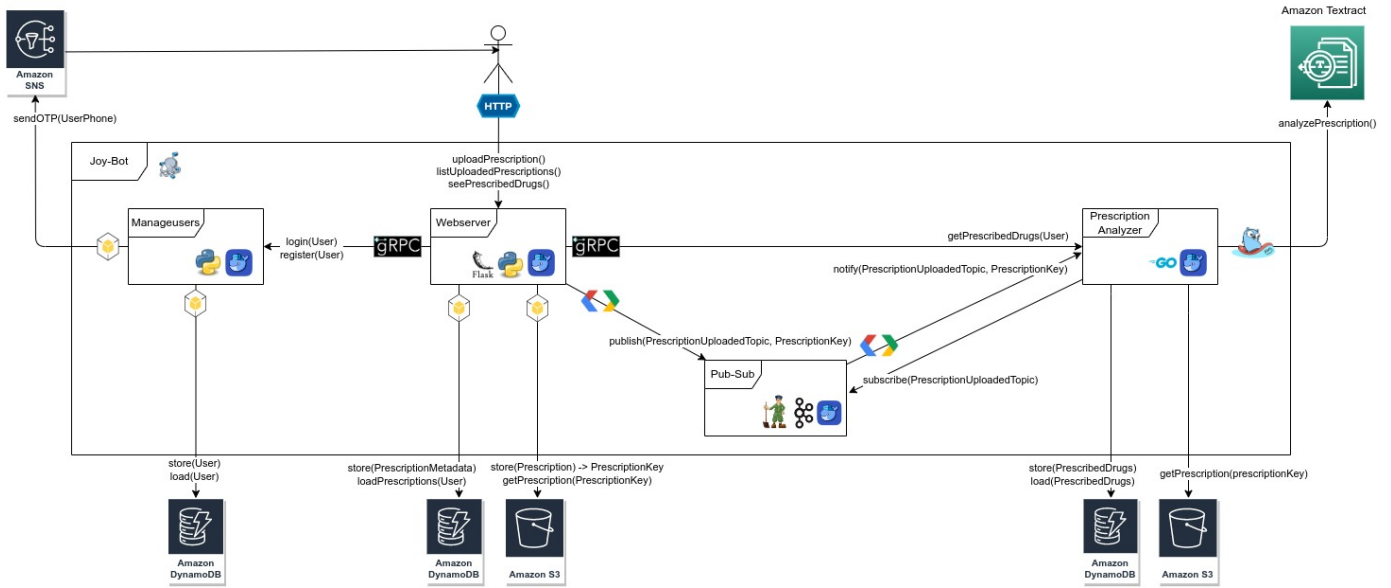 Amazon Textract
Amazon
SNS
HTTP
sendOTP(UserPhone)
analyzePrescription()
Joy-Bot
uploadPrescription()
listUploadedPrescriptions()
seePrescribedDrugs()
Manageusers
Webserver
Prescription
Analyzer
login(User)
register(User)
gRPC
gRPC
getPrescribedDrugs(User)
Flask
GO
notify(PrescriptionUploadedTopic, PrescriptionKey)
publish(PrescriptionUploadedTopic, PrescriptionKey)
Pub-Sub
subscribe(PrescriptionUploadedTopic)
store(User)
load(User)
store(PrescriptionMetadata)
loadPrescriptions(User)
store(Prescription) -> PrescriptionKey
getPrescription(PrescriptionKey)
store(PrescribedDrugs)
load(PrescribedDrugs)
getPrescription(prescriptionKey)
Amazon
DynamoDB
Amazon
DynamoDB
Amazon S3
Amazon
DynamoDB
Amazon S3